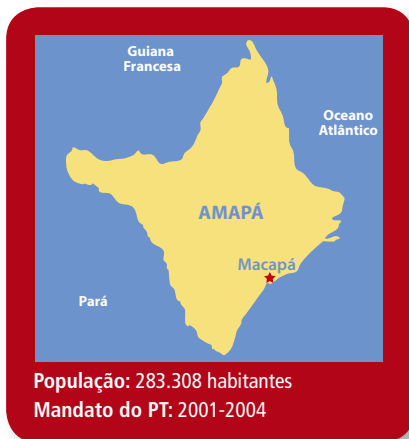 Guiana
Francesa
Oceano
Atlântico
AMAPÁ
Macapá
Pará
População: 283.308 habitantes
Mandato do PT: 2001-2004